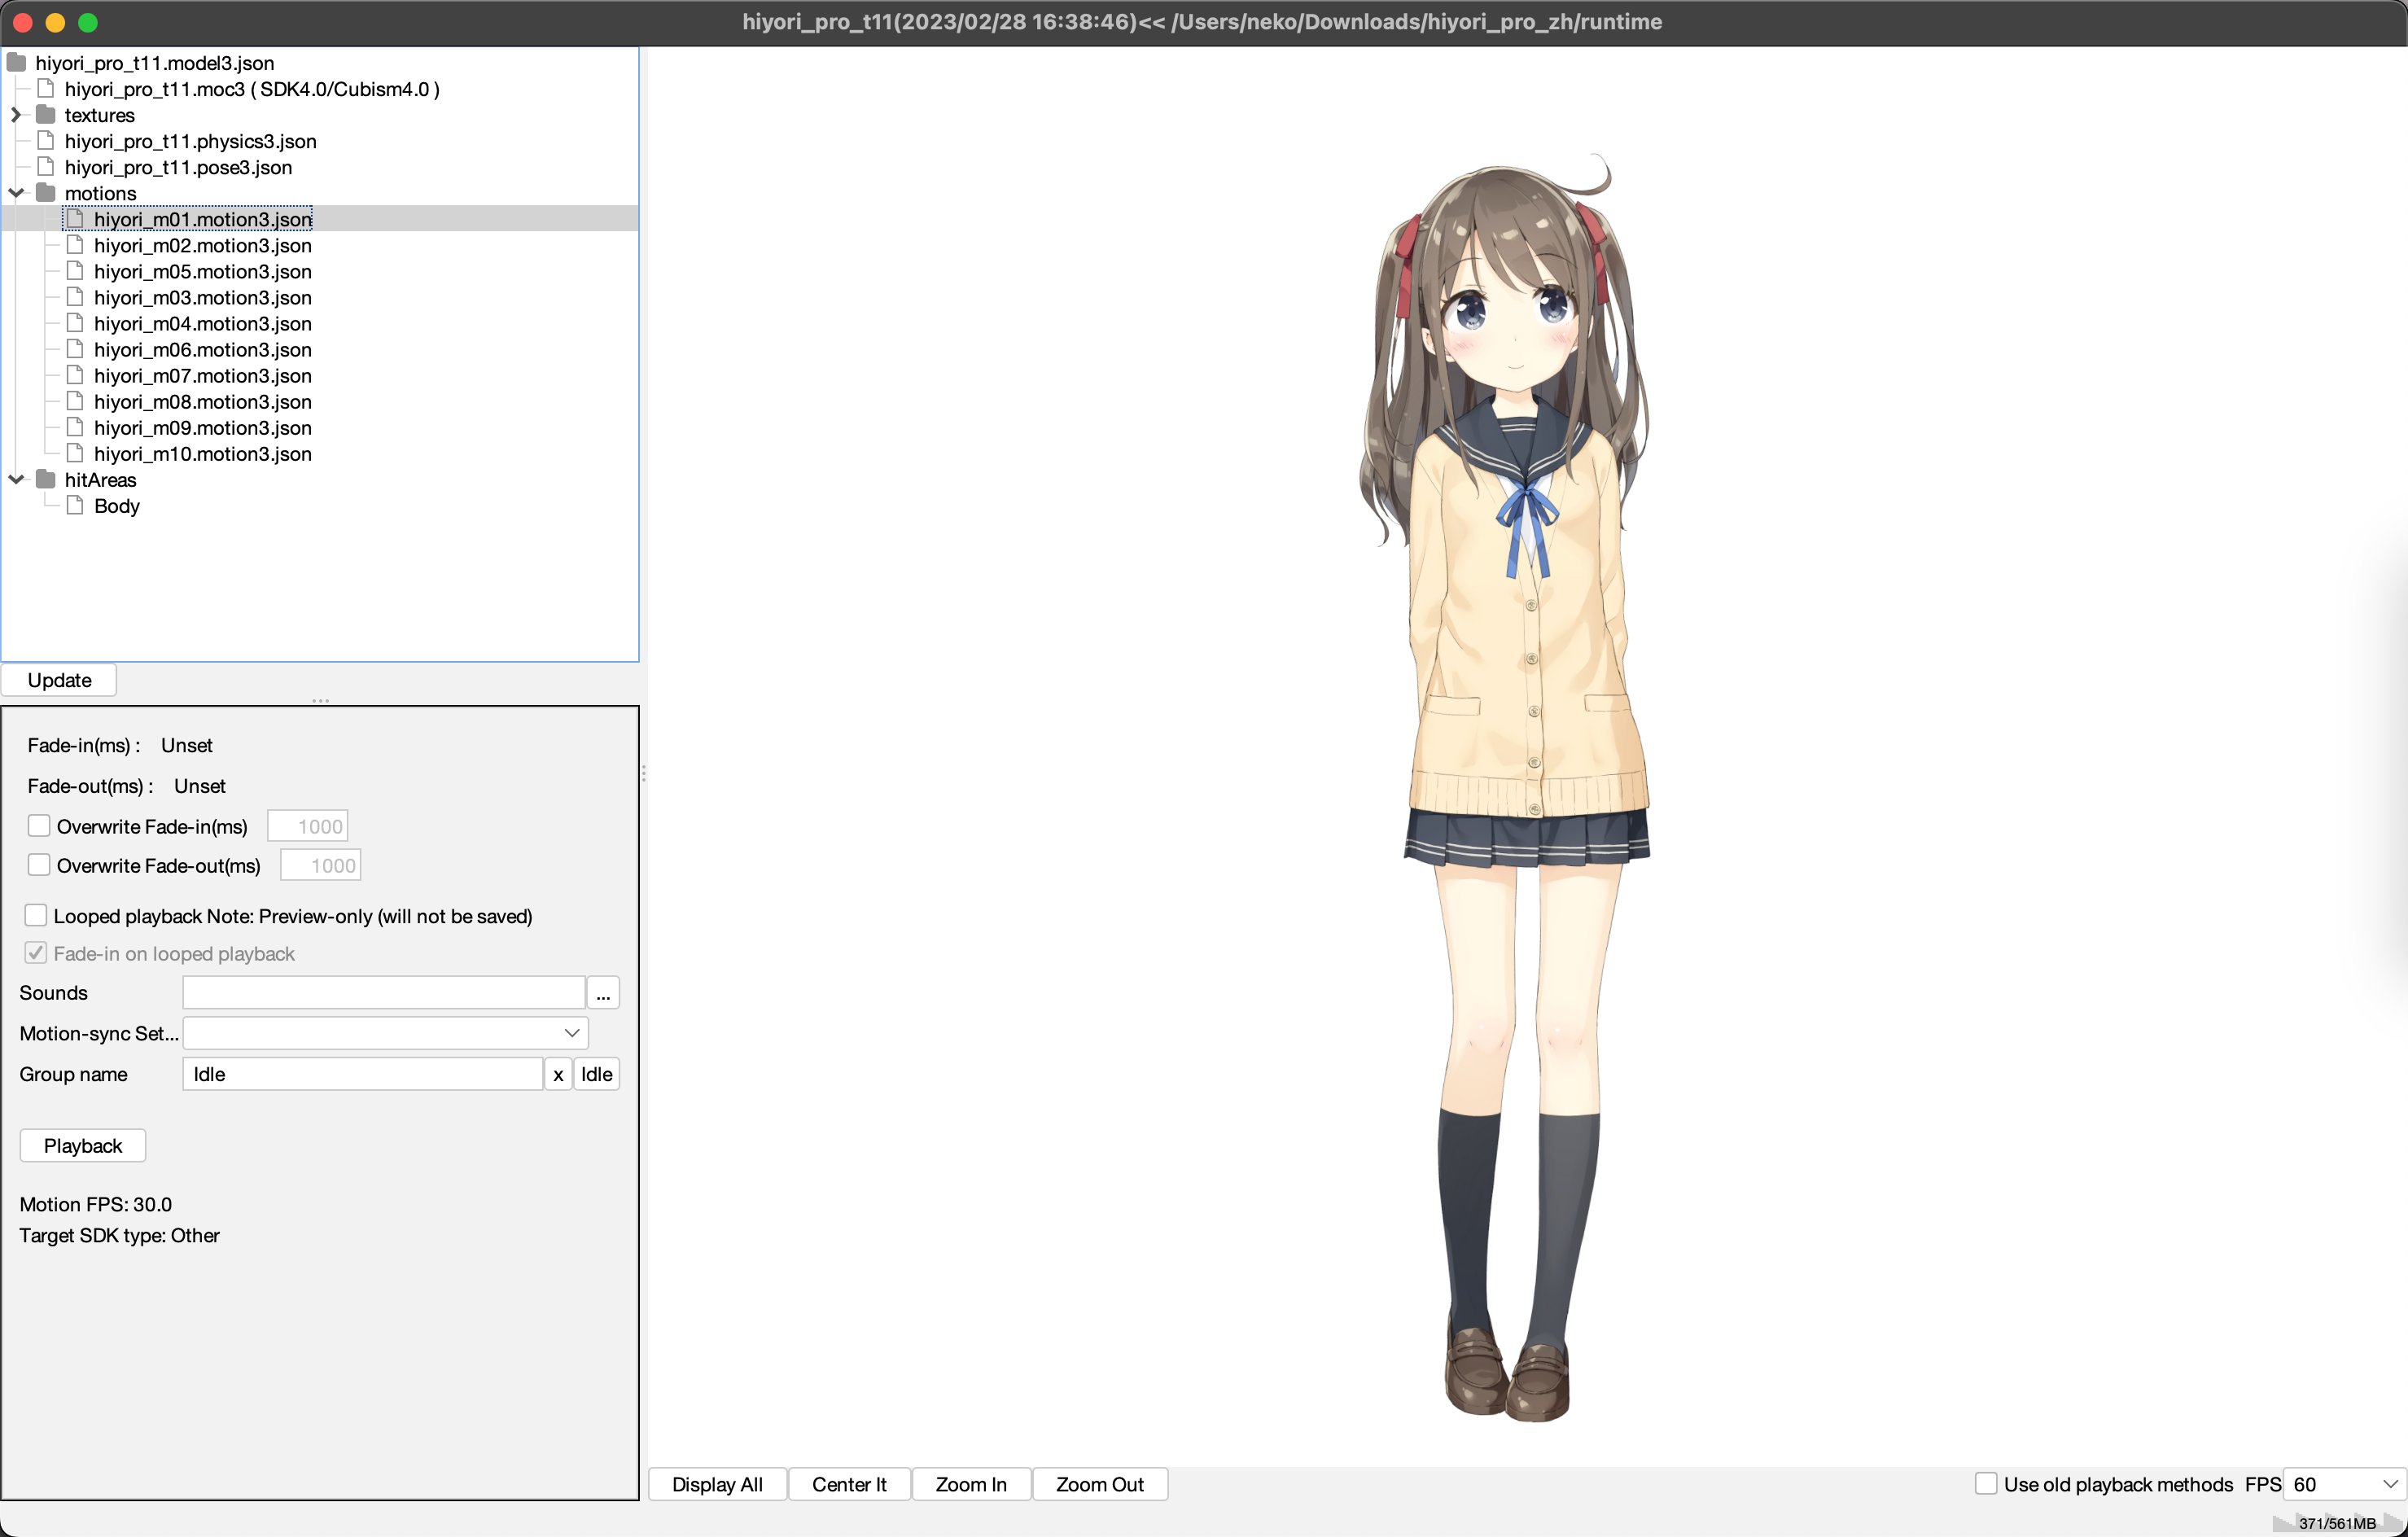 hiyori_pro_t11(2023/02/28 16:38:46)<< /Users/neko/Downloads/hiyori_pro_zh/runtime
hiyori_pro_t11.model3.json
hiyori_pro_t11.moc3 ( SDK4.0/Cubism4.0 )
textures
hiyori_pro_t11.physics3.json
hiyori_pro_t11.pose3.json
motions
hiyori_m01.motion3.json
hiyori_m02.motion3.json
hiyori_m05.motion3.json
hiyori_m03.motion3.json
hiyori_m04.motion3.json
hiyori_m06.motion3.json
hiyori_m07.motion3.json
hiyori_m08.motion3.json
hiyori_m09.motion3.json
hiyori_m10.motion3.json
hitAreas
Body
Update
Fade-in(ms) : Unset
Fade-out(ms) : Unset
Overwrite Fade-in(ms) 1000
Overwrite Fade-out(ms) 1000
Looped playback Note: Preview-only (will not be saved)
Fade-in on looped playback
Sounds ...
Motion-sync Set...
Group name Idle x Idle
Playback
Motion FPS: 30.0
Target SDK type: Other
Display All Center It Zoom In Zoom Out Use old playback methods FPS 60
371/561MB